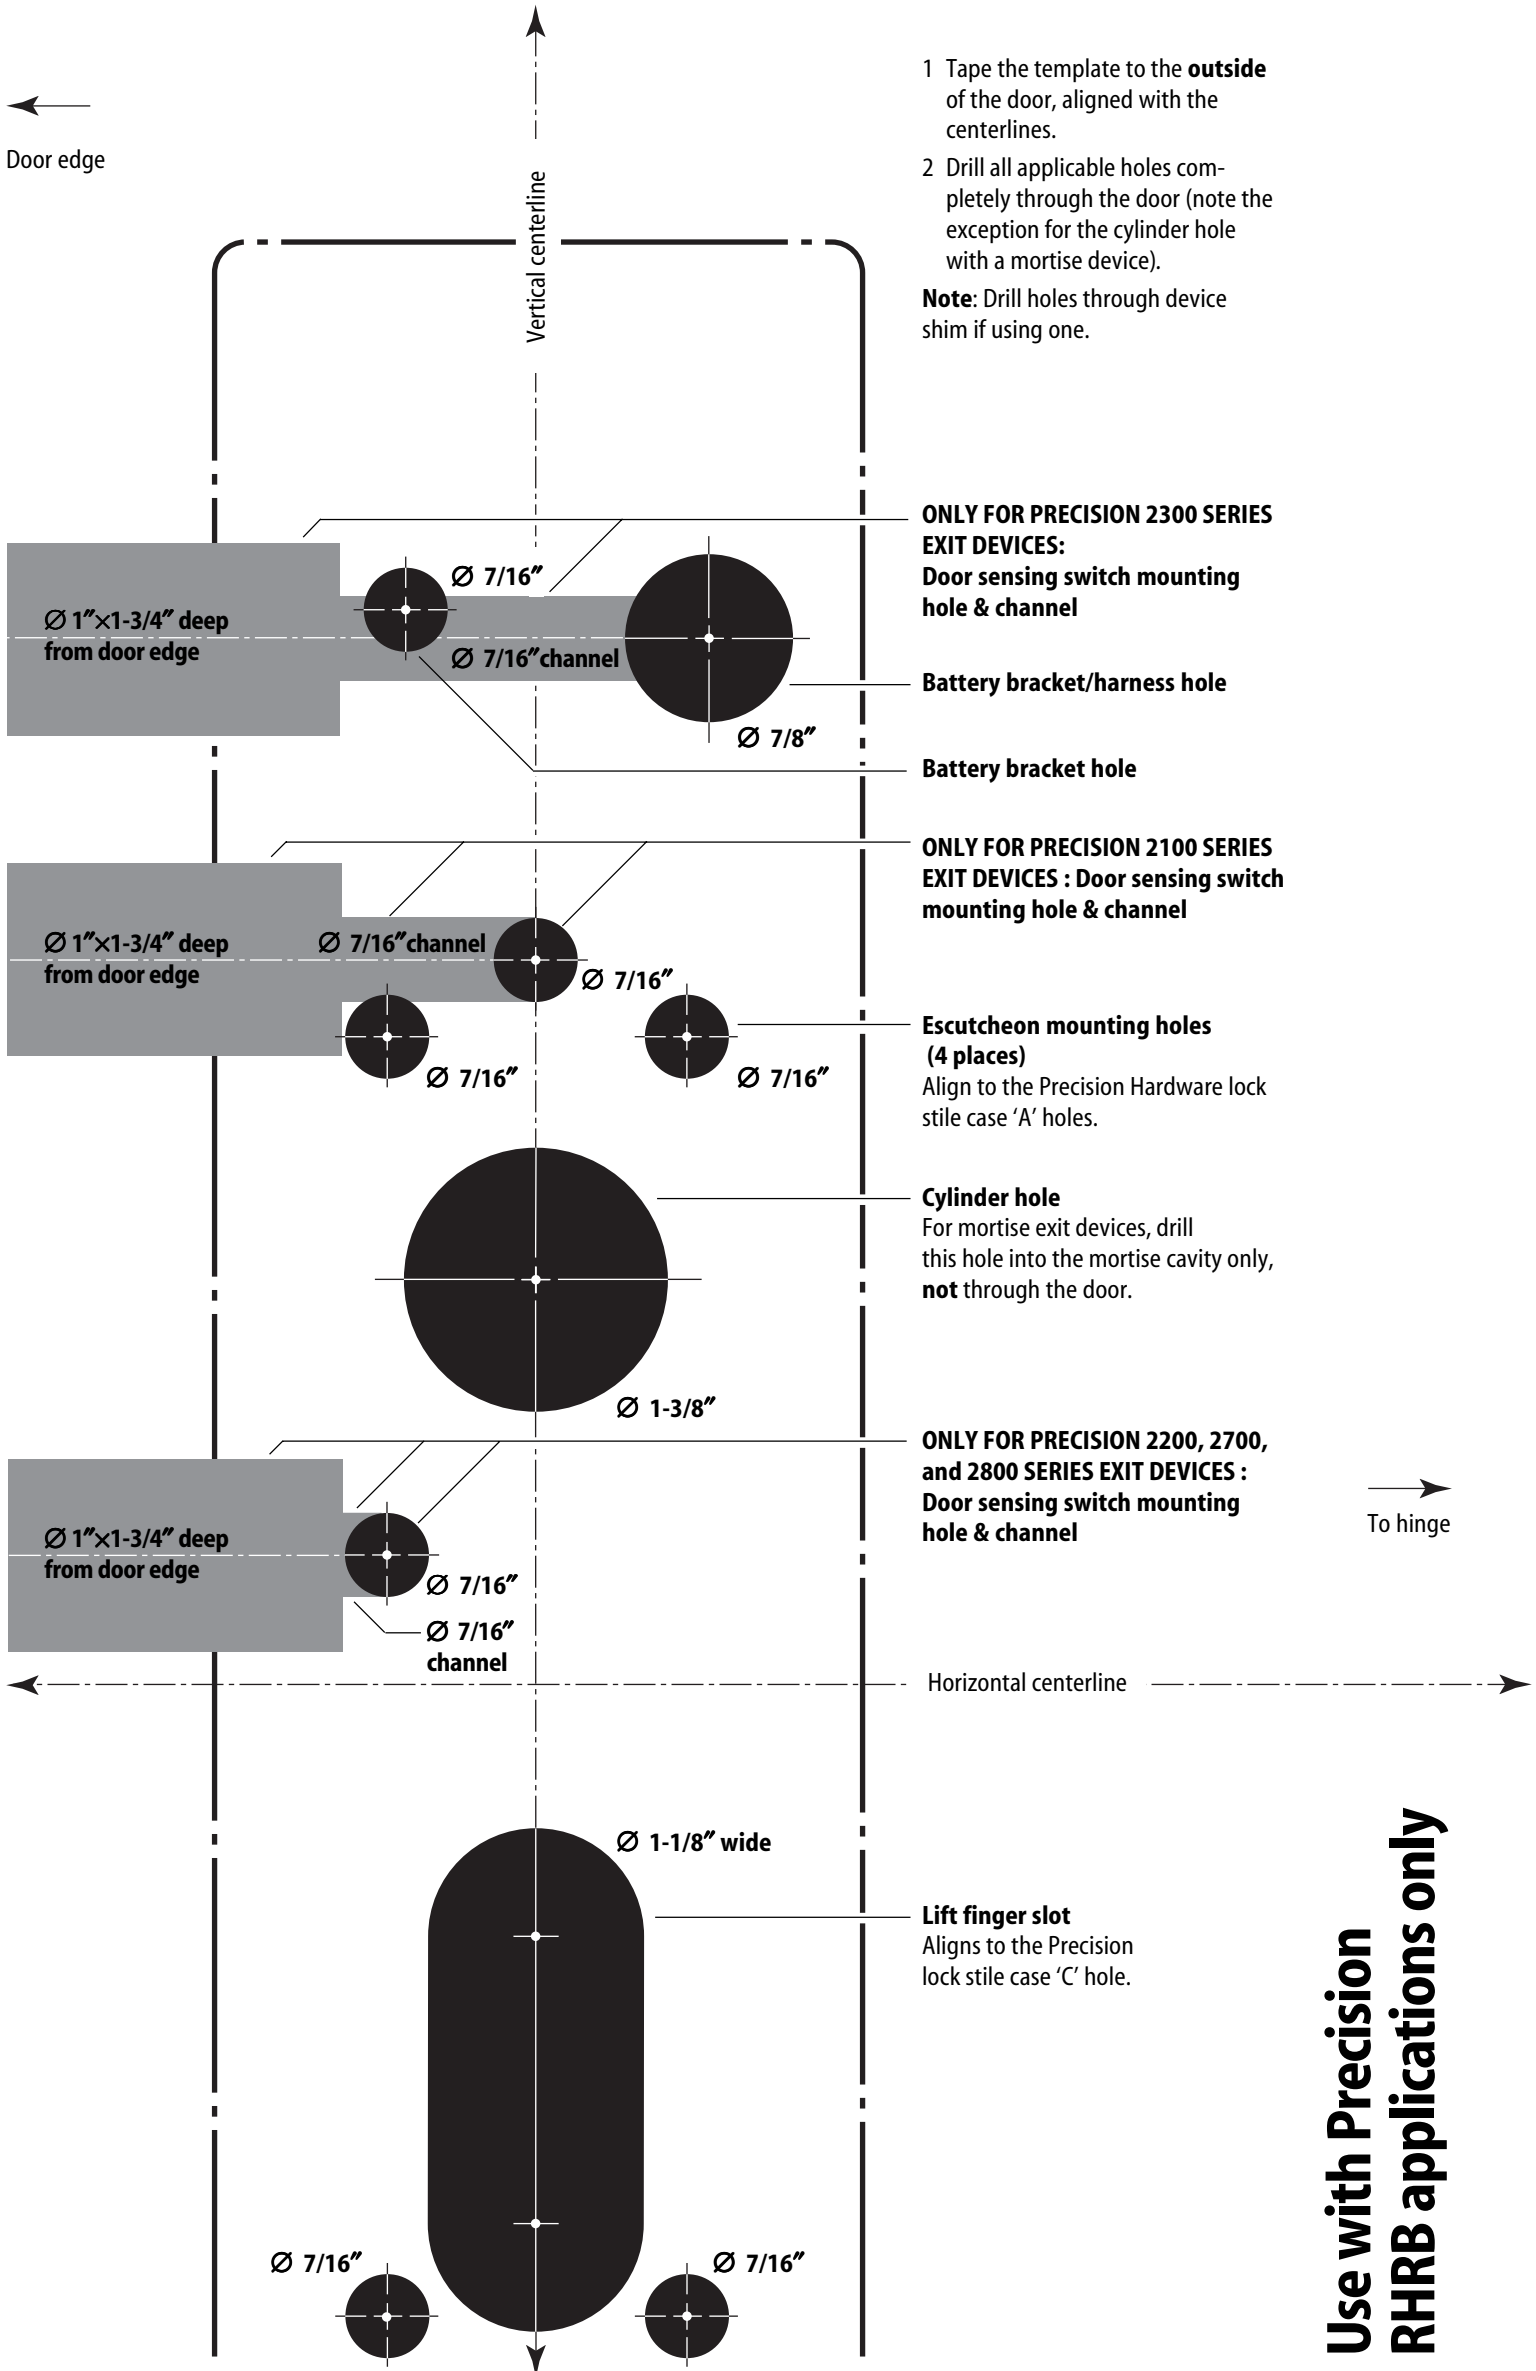 1 Tape the template to the outside
of the door, aligned with the
centerlines.
2 Drill all applicable holes com-
pletely through the door (note the
exception for the cylinder hole
with a mortise device).
Note: Drill holes through device
shim if using one.
Door edge
Vertical centerline
ONLY FOR PRECISION 2300 SERIES
EXIT DEVICES:
Door sensing switch mounting
hole & channel
Ø 7/16″
Ø 1″×1-3/4″ deep
from door edge
Ø 7/16″channel
Battery bracket/harness hole
Ø 7/8″
Battery bracket hole
ONLY FOR PRECISION 2100 SERIES
EXIT DEVICES : Door sensing switch
mounting hole & channel
Ø 1″×1-3/4″ deep
from door edge
Ø 7/16″channel
Ø 7/16″
Escutcheon mounting holes
(4 places)
Align to the Precision Hardware lock
stile case ‘A’ holes.
Ø 7/16″
Ø 7/16″
Cylinder hole
For mortise exit devices, drill
this hole into the mortise cavity only,
not through the door.
Ø 1-3/8″
ONLY FOR PRECISION 2200, 2700,
and 2800 SERIES EXIT DEVICES :
Door sensing switch mounting
hole & channel
To hinge
Ø 1″×1-3/4″ deep
from door edge
Ø 7/16″
Ø 7/16″
channel
Horizontal centerline
Ø 1-1/8″ wide
Lift finger slot
Aligns to the Precision
lock stile case ‘C’ hole.
Ø 7/16″
Ø 7/16″
Use with Precision
RHRB applications only